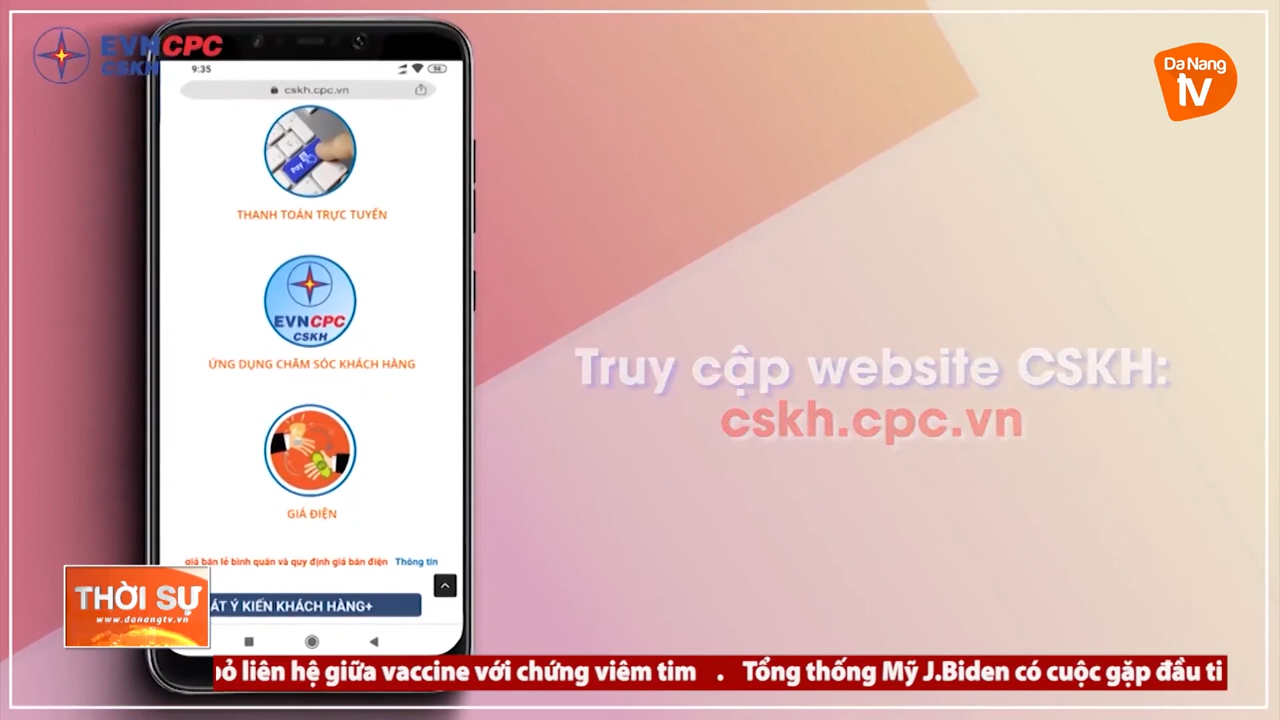 EVNCPC
CSKH
Da Nang
tv
9:35
96
cskh.cpc.vn
Pay
THANH TOÁN TRỰC TUYẾN
EVNCPC
CSKH
ỨNG DỤNG CHĂM SÓC KHÁCH HÀNG
GIÁ ĐIỆN
giá bán lẻ bình quân và quy định giá bán điện Thông tin
ÁT Ý KIẾN KHÁCH HÀNG+
Truy cập website CSKH:
cskh.cpc.vn
THỜI SỰ
www.danangtv.vn
bỏ liên hệ giữa vaccine với chứng viêm tim . Tổng thống Mỹ J.Biden có cuộc gặp đầu ti